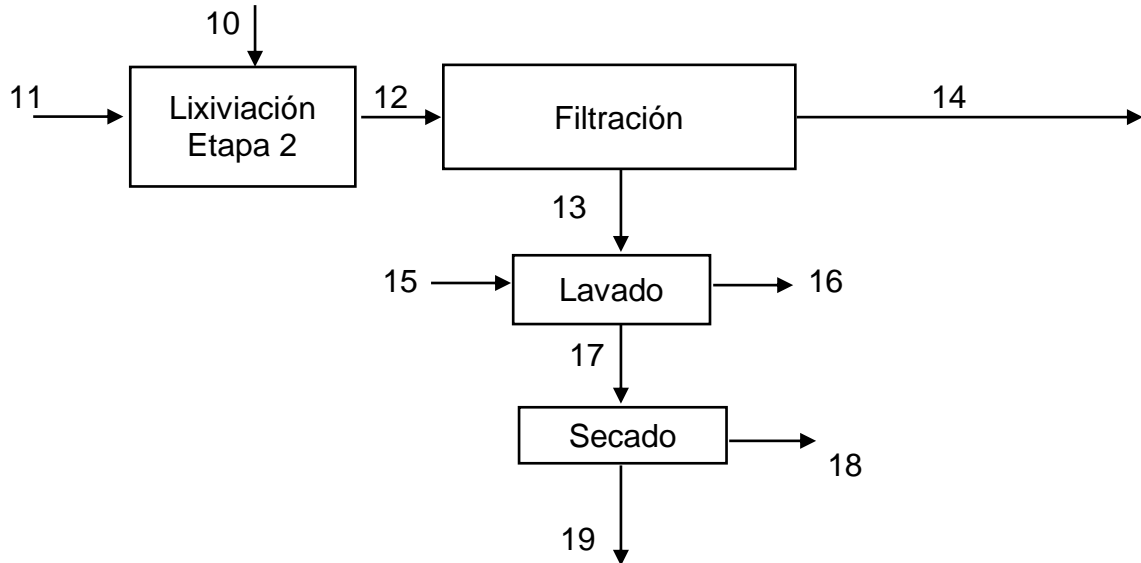 10
11
Lixiviación
Etapa 2
12
Filtración
14
13
15
Lavado
16
17
Secado
18
19